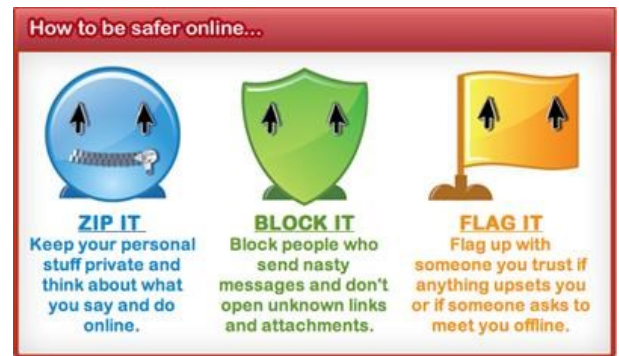 How to be safer online...
ZIP IT
Keep your personal
stuff private and
think about what
you say and do
online.
BLOCK IT
Block people who
send nasty
messages and don't
open unknown links
and attachments.
FLAG IT
Flag up with
someone you trust if
anything upsets you
or if someone asks to
meet you offline.